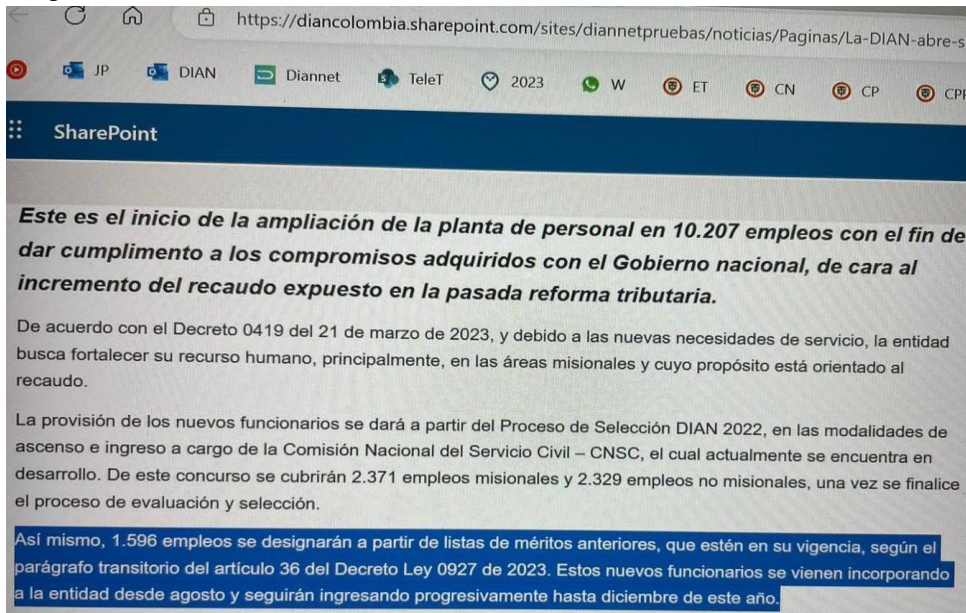 https://diancolombia.sharepoint.com/sites/diannetpruebas/noticias/Paginas/La-DIAN-abre-s
JP DIAN Diannet TeleT 2023 W ET CN CP CPI
SharePoint
Este es el inicio de la ampliación de la planta de personal en 10.207 empleos con el fin de
dar cumplimento a los compromisos adquiridos con el Gobierno nacional, de cara al
incremento del recaudo expuesto en la pasada reforma tributaria.
De acuerdo con el Decreto 0419 del 21 de marzo de 2023, y debido a las nuevas necesidades de servicio, la entidad
busca fortalecer su recurso humano, principalmente, en las áreas misionales y cuyo propósito está orientado al
recaudo.
La provisión de los nuevos funcionarios se dará a partir del Proceso de Selección DIAN 2022, en las modalidades de
ascenso e ingreso a cargo de la Comisión Nacional del Servicio Civil – CNSC, el cual actualmente se encuentra en
desarrollo. De este concurso se cubrirán 2.371 empleos misionales y 2.329 empleos no misionales, una vez se finalice
el proceso de evaluación y selección.
Así mismo, 1.596 empleos se designarán a partir de listas de méritos anteriores, que estén en su vigencia, según el
parágrafo transitorio del artículo 36 del Decreto Ley 0927 de 2023. Estos nuevos funcionarios se vienen incorporando
a la entidad desde agosto y seguirán ingresando progresivamente hasta diciembre de este año.